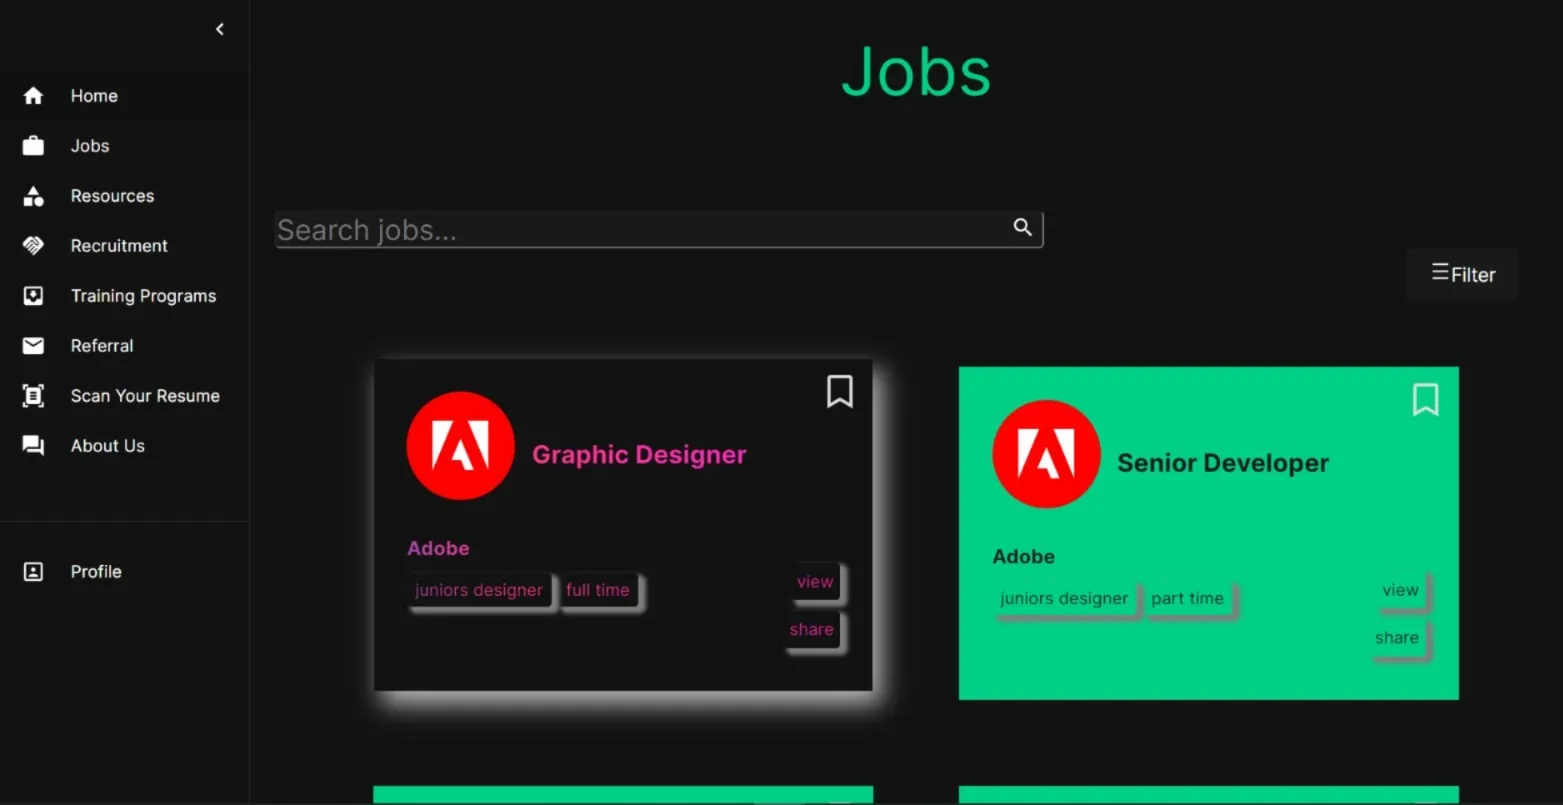 Home
Jobs
Resources
Recruitment
Training Programs
Referral
Scan Your Resume
About Us
Profile
Jobs
Search jobs...
Filter
Graphic Designer
Adobe
juniors designer full time
view
share
Senior Developer
Adobe
juniors designer part time
view
share